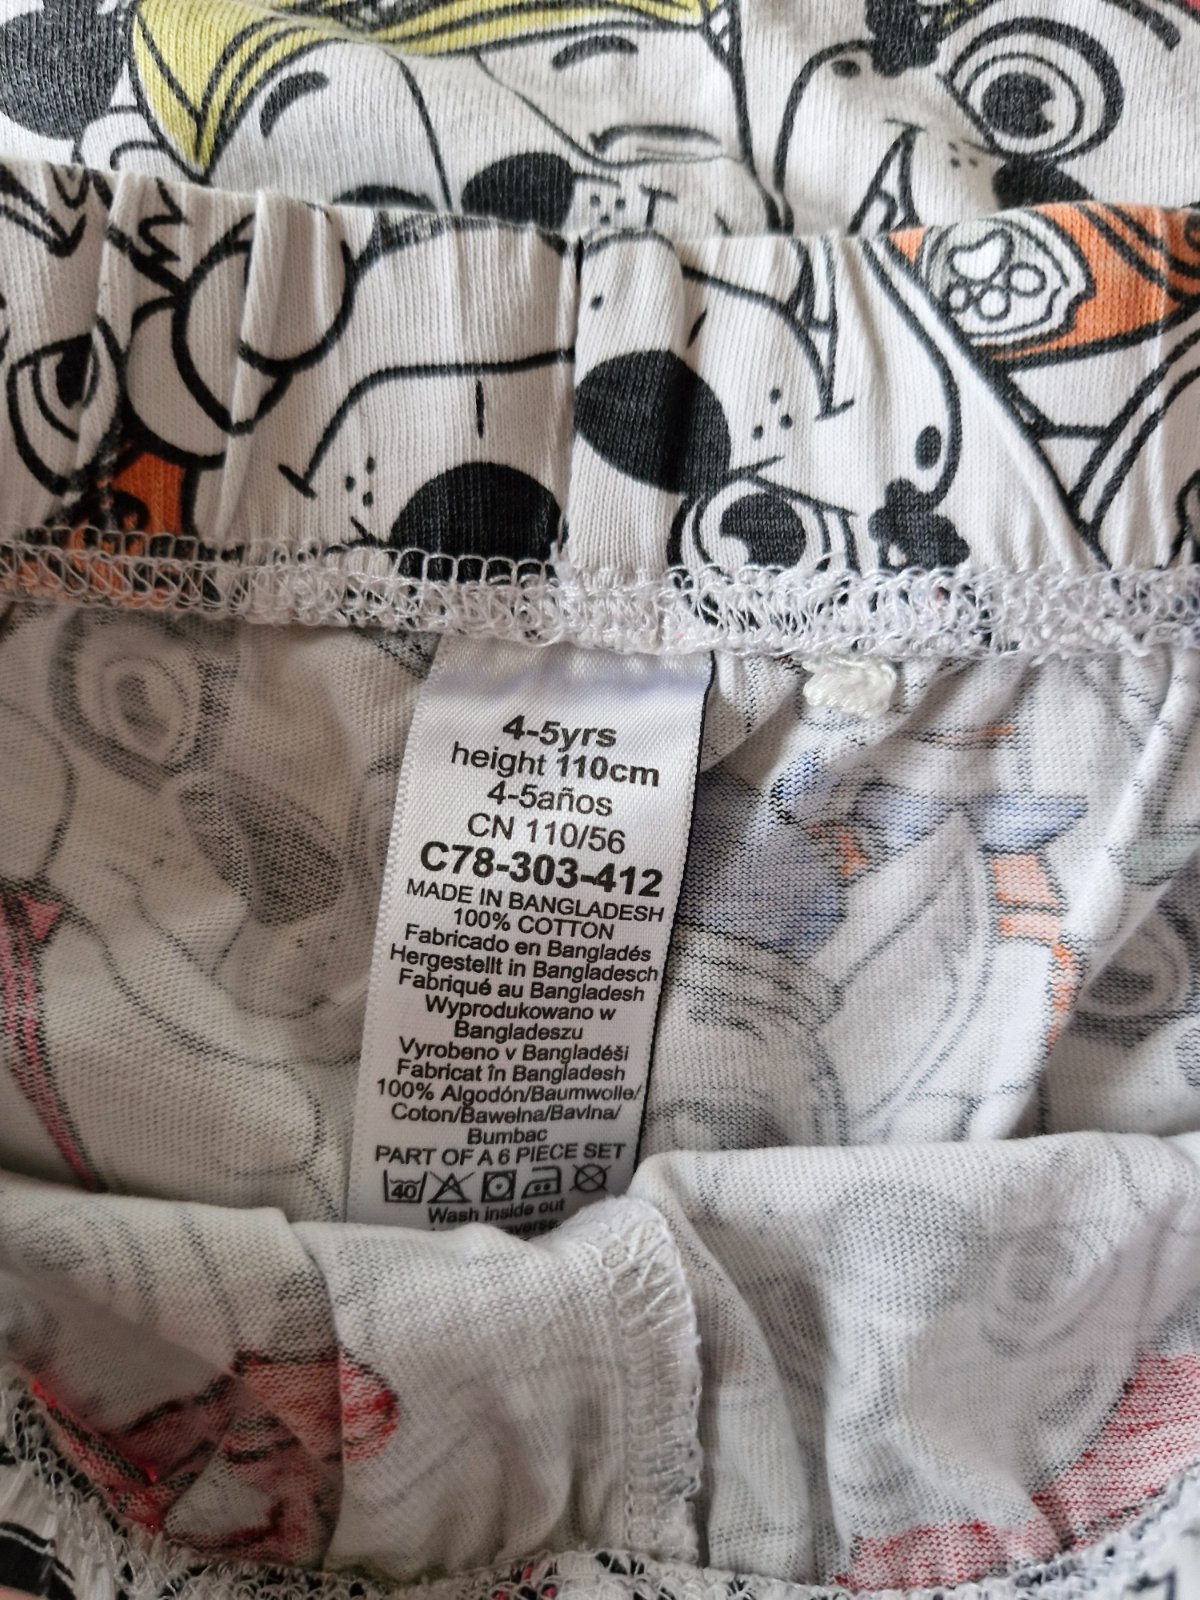 4-5yrs
height 110cm
4-5años
CN 110/56
C78-303-412
MADE IN BANGLADESH
100% COTTON
Fabricado en Bangladés
Hergestellt in Bangladesch
Fabriqué au Bangladesh
Wyprodukowano w
Bangladeszu
Vyrobeno v Bangladéši
Fabricat în Bangladesh
100% Algodón/Baumwolle/
Coton/Bawełna/Bavlna/
Bumbac
PART OF A 6 PIECE SET
40
Wash inside out